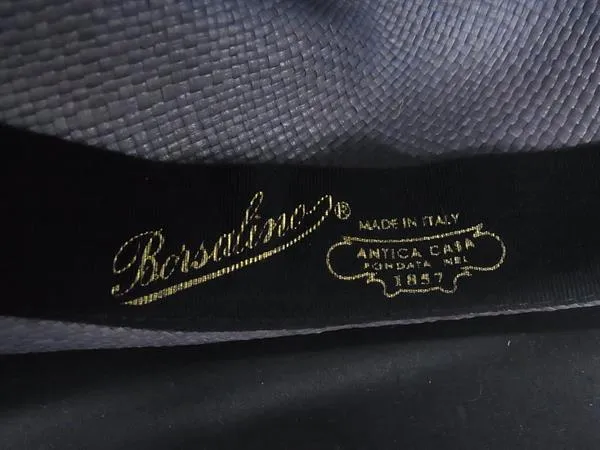 Borsalino®
MADE IN ITALY
ANTICA CASA
FONDATA NEL
1857